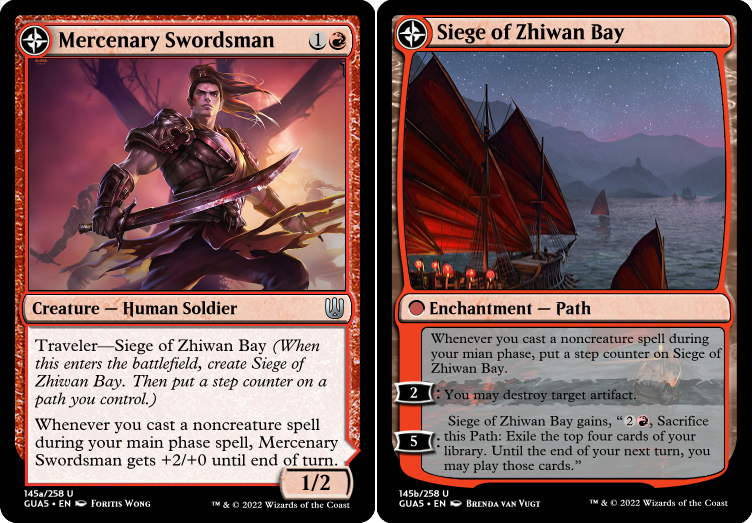 Mercenary Swordsman
1
Creature — Human Soldier
Traveler—Siege of Zhiwan Bay (When
this enters the battlefield, create Siege of
Zhiwan Bay. Then put a step counter on a
path you control.)
Whenever you cast a noncreature spell
during your main phase spell, Mercenary
Swordsman gets +2/+0 until end of turn.
1/2
145a/258 U
GUA5 • EN Foritis Wong
™ & © 2022 Wizards of the Coast
Siege of Zhiwan Bay
Enchantment — Path
Whenever you cast a noncreature spell during
your mian phase, put a step counter on Siege of
Zhiwan Bay.
2 : You may destroy target artifact.
Siege of Zhiwan Bay gains, “ 2 , Sacrifice
5 : this Path: Exile the top four cards of your
library. Until the end of your next turn, you
may play those cards.”
145b/258 U
GUA5 • EN Brenda van Vugt
™ & © 2022 Wizards of the Coast